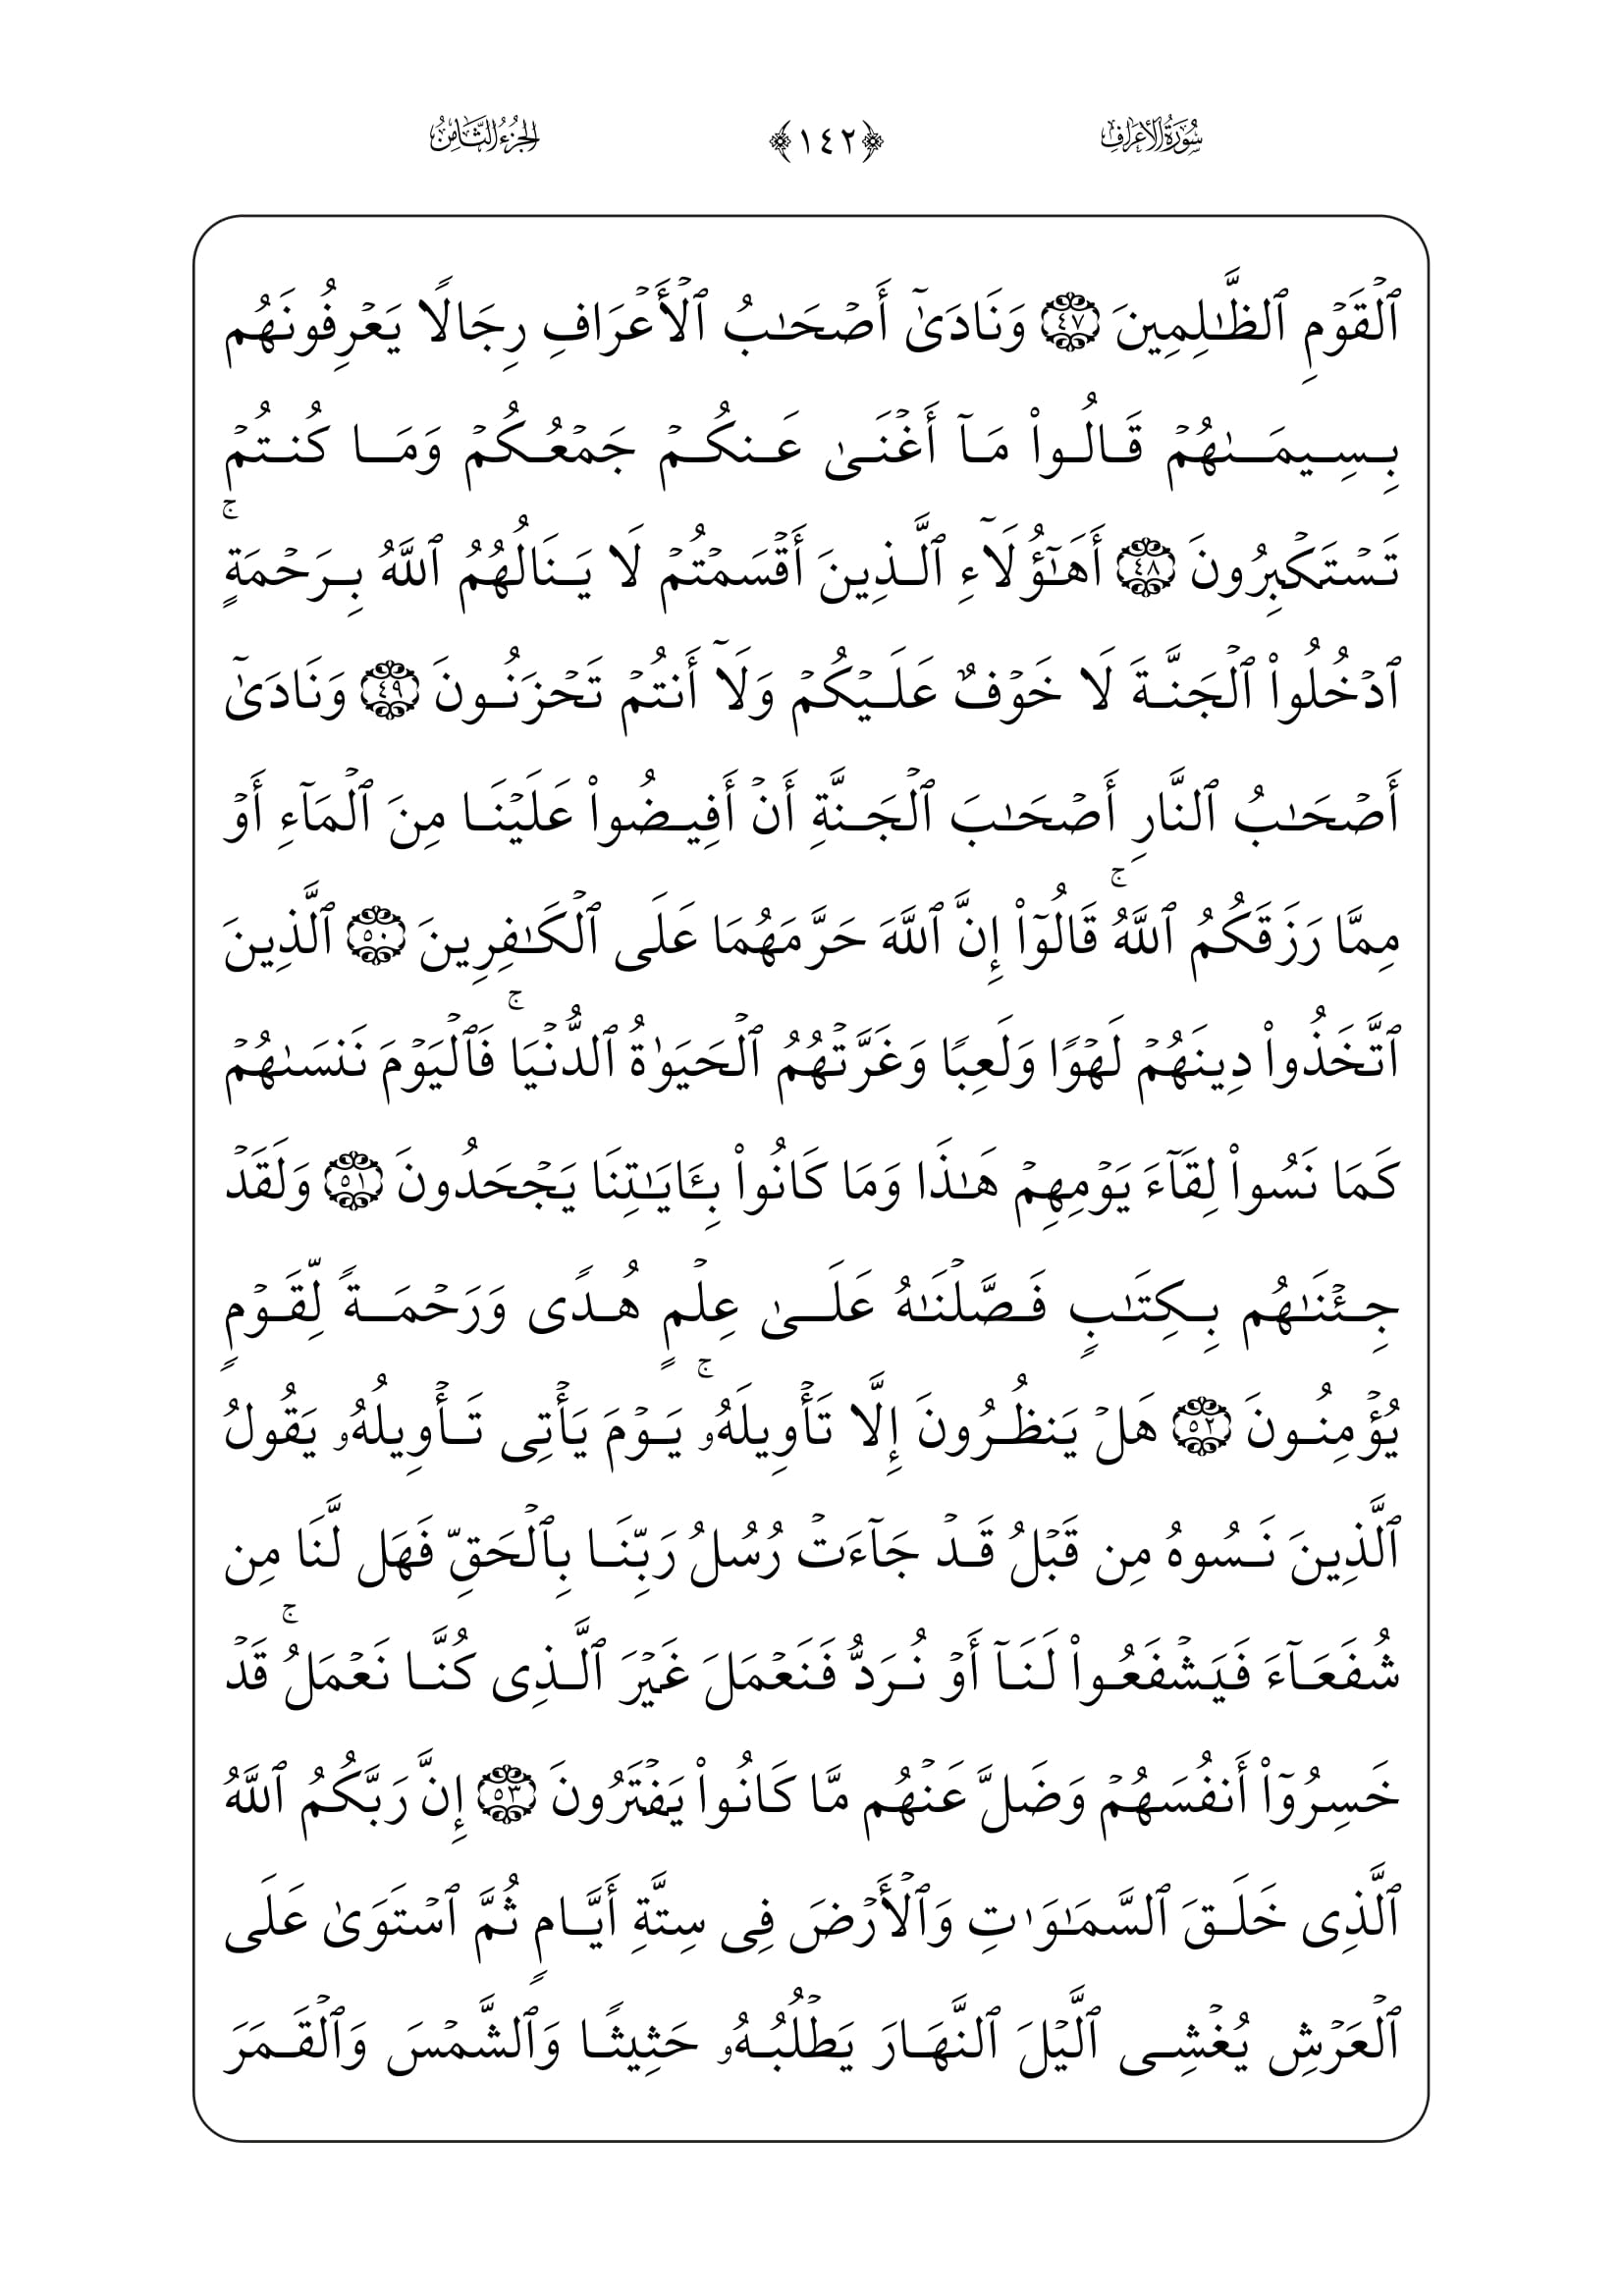 سُورَةُ الأَعۡرَافِ ﴿١٤٢﴾ الجُزۡءُ الثَّامِنُ
ٱلۡقَوۡمِ ٱلظَّـٰلِمِينَ ٤٧ وَنَادَىٰٓ أَصۡحَـٰبُ ٱلۡأَعۡرَافِ رِجَالًا يَعۡرِفُونَهُم
بِسِيمَـٰهُمۡ قَالُوا۟ مَآ أَغۡنَىٰ عَنكُمۡ جَمۡعُكُمۡ وَمَا كُنتُمۡ
تَسۡتَكۡبِرُونَ ٤٨ أَهَـٰٓؤُلَآءِ ٱلَّذِينَ أَقۡسَمۡتُمۡ لَا يَنَالُهُمُ ٱللَّهُ بِرَحۡمَةٍۚ
ٱدۡخُلُوا۟ ٱلۡجَنَّةَ لَا خَوۡفٌ عَلَيۡكُمۡ وَلَآ أَنتُمۡ تَحۡزَنُونَ ٤٩ وَنَادَىٰٓ
أَصۡحَـٰبُ ٱلنَّارِ أَصۡحَـٰبَ ٱلۡجَنَّةِ أَنۡ أَفِيضُوا۟ عَلَيۡنَا مِنَ ٱلۡمَآءِ أَوۡ
مِمَّا رَزَقَكُمُ ٱللَّهُۚ قَالُوٓا۟ إِنَّ ٱللَّهَ حَرَّمَهُمَا عَلَى ٱلۡكَـٰفِرِينَ ٥٠ ٱلَّذِينَ
ٱتَّخَذُوا۟ دِينَهُمۡ لَهۡوًا وَلَعِبًا وَغَرَّتۡهُمُ ٱلۡحَيَوٰةُ ٱلدُّنۡيَاۚ فَٱلۡيَوۡمَ نَنسَىٰهُمۡ
كَمَا نَسُوا۟ لِقَآءَ يَوۡمِهِمۡ هَـٰذَا وَمَا كَانُوا۟ بِـَٔايَـٰتِنَا يَجۡحَدُونَ ٥١ وَلَقَدۡ
جِئۡنَـٰهُم بِكِتَـٰبٍ فَصَّلۡنَـٰهُ عَلَىٰ عِلۡمٍ هُدًى وَرَحۡمَةً لِّقَوۡمٍ
يُؤۡمِنُونَ ٥٢ هَلۡ يَنظُرُونَ إِلَّا تَأۡوِيلَهُۥۚ يَوۡمَ يَأۡتِى تَأۡوِيلُهُۥ يَقُولُ
ٱلَّذِينَ نَسُوهُ مِن قَبۡلُ قَدۡ جَآءَتۡ رُسُلُ رَبِّنَا بِٱلۡحَقِّ فَهَل لَّنَا مِن
شُفَعَآءَ فَيَشۡفَعُوا۟ لَنَآ أَوۡ نُرَدُّ فَنَعۡمَلَ غَيۡرَ ٱلَّذِى كُنَّا نَعۡمَلُۚ قَدۡ
خَسِرُوٓا۟ أَنفُسَهُمۡ وَضَلَّ عَنۡهُم مَّا كَانُوا۟ يَفۡتَرُونَ ٥٣ إِنَّ رَبَّكُمُ ٱللَّهُ
ٱلَّذِى خَلَقَ ٱلسَّمَـٰوَٰتِ وَٱلۡأَرۡضَ فِى سِتَّةِ أَيَّامٍ ثُمَّ ٱسۡتَوَىٰ عَلَى
ٱلۡعَرۡشِ يُغۡشِى ٱلَّيۡلَ ٱلنَّهَارَ يَطۡلُبُهُۥ حَثِيثًا وَٱلشَّمۡسَ وَٱلۡقَمَرَ